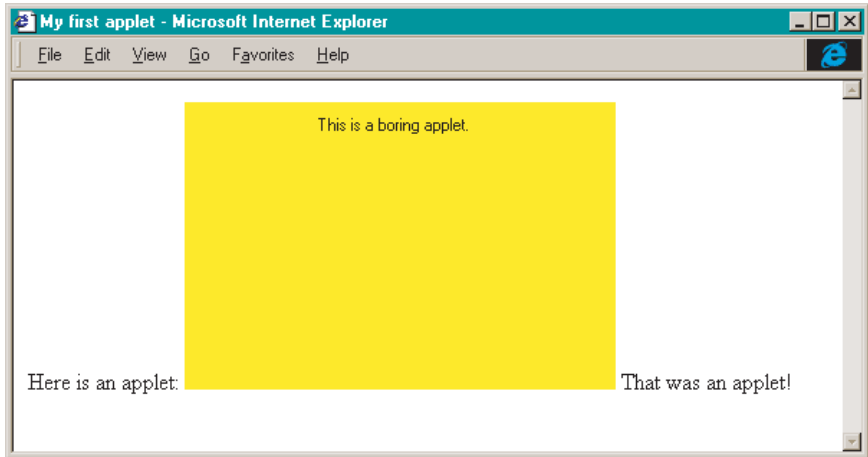 My first applet - Microsoft Internet Explorer
File Edit View Go Favorites Help
This is a boring applet.
Here is an applet: That was an applet!